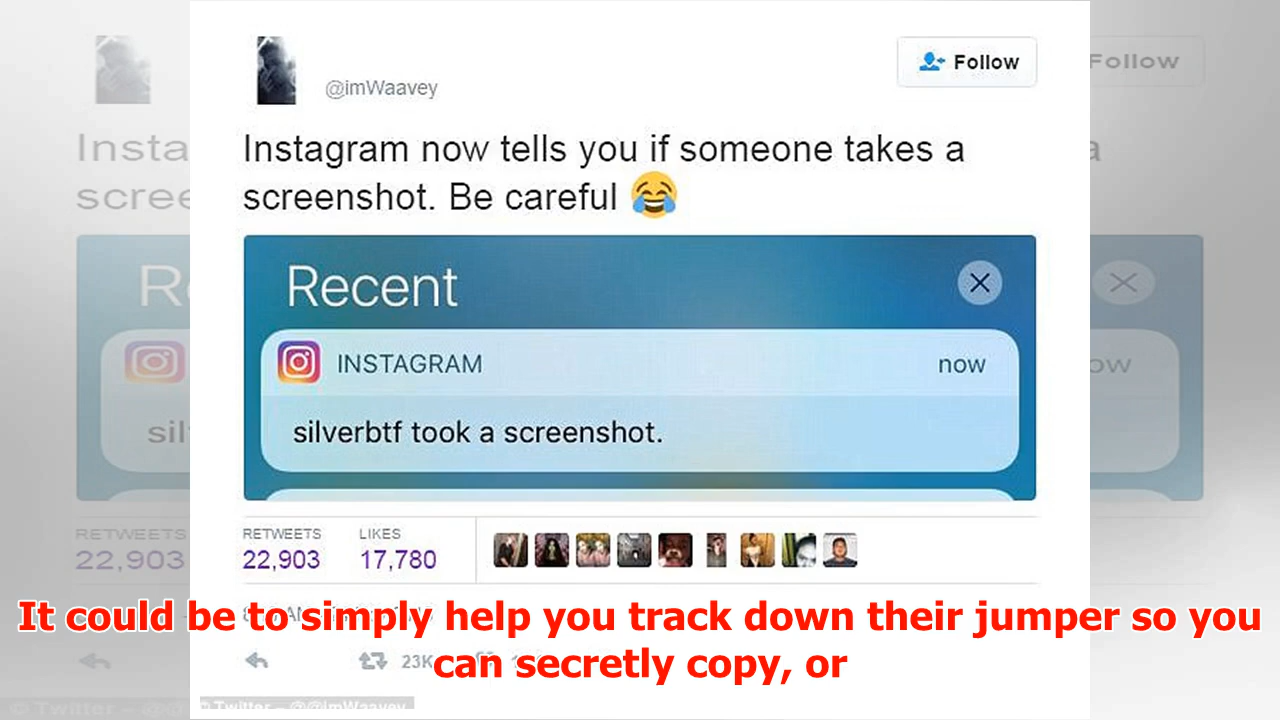 @imWaavey
Follow
Instagram now tells you if someone takes a
screenshot. Be careful 😂
Recent
INSTAGRAM
now
silverbtf took a screenshot.
RETWEETS
LIKES
22,903
17,780
It could be to simply help you track down their jumper so you
can secretly copy, or
23K
© Twitter – @@imWaavey